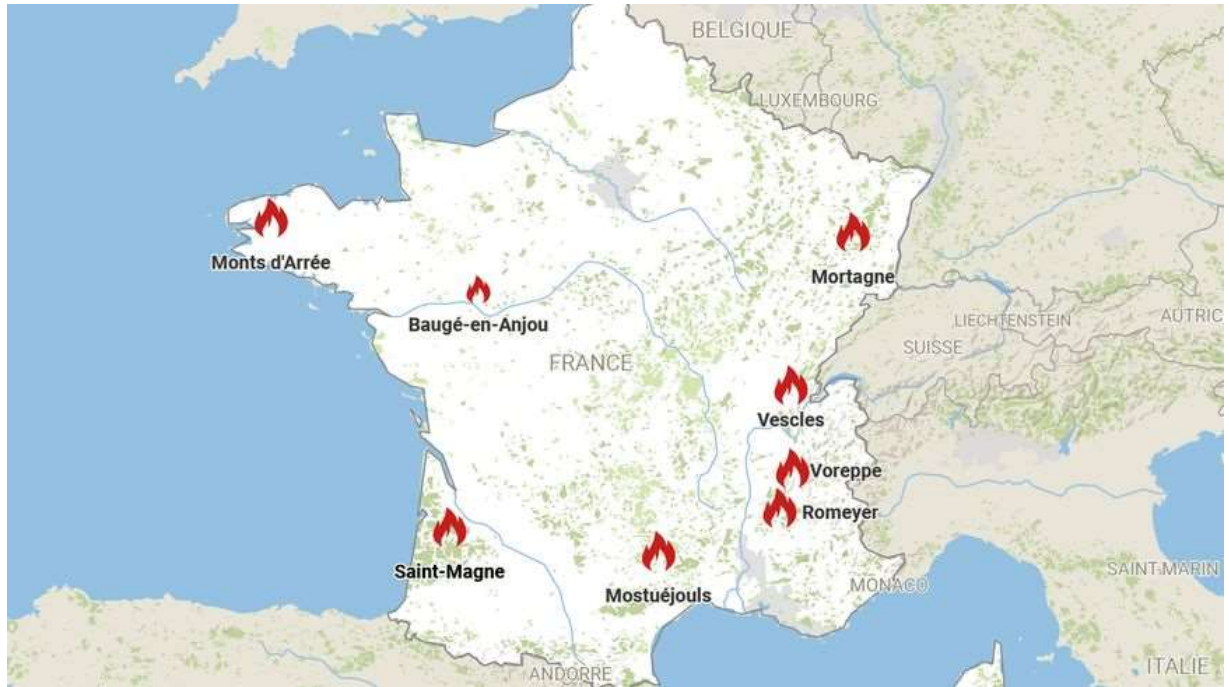 BELGIQUE
LUXEMBOURG
Monts d'Arrée
Mortagne
Baugé-en-Anjou
LIECHTENSTEIN
AUTRIC
SUISSE
FRANCE
Vescles
Voreppe
Romeyer
Saint-Magne
Mostuéjouls
MONACO
SAINT MARIN
ANDORRE
ITALIE